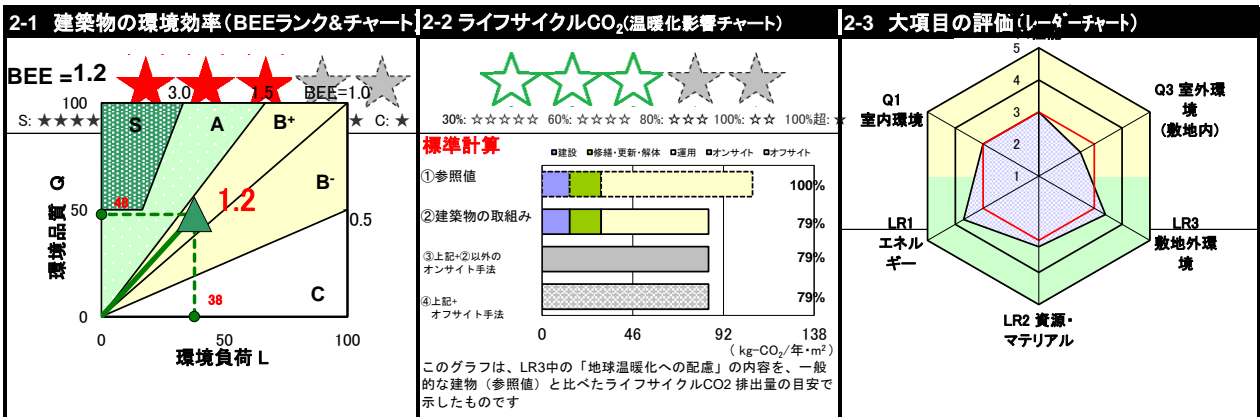 2-1 建築物の環境効率(BEEランク&チャート)
BEE = 1.2
3.0
1.5
BEE=1.0
100
S: ★★★★
★ C: ★
S
A
B+
B-
C
0.5
50
48
1.2
38
0
50
100
環境品質 Q
環境負荷 L
2-2 ライフサイクルCO2(温暖化影響チャート)
30%: ☆☆☆☆☆ 60%: ☆☆☆☆ 80%: ☆☆☆ 100%: ☆☆ 100%超: ★
標準計算
建設 修繕・更新・解体 運用 オンサイト オフサイト
①参照値
100%
②建築物の取組み
79%
③上記+②以外の
オンサイト手法
79%
④上記+
オフサイト手法
79%
0 46 92 138
( kg-CO2/年・m2 )
このグラフは、LR3中の「地球温暖化への配慮」の内容を、一般
的な建物(参照値)と比べたライフサイクルCO2 排出量の目安で
示したものです
2-3 大項目の評価(レーダーチャート)
5
4
3
2
1
Q1
室内環境
Q3 室外環
境
(敷地内)
LR1
エネル
ギー
LR3
敷地外環
境
LR2 資源・
マテリアル